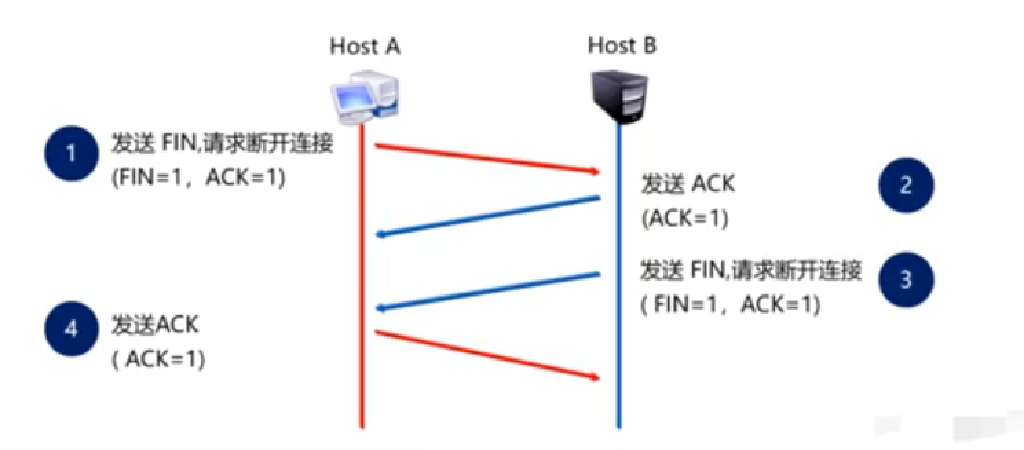 Host A
Host B
1
发送 FIN,请求断开连接
(FIN=1，ACK=1)
发送 ACK
(ACK=1)
2
发送 FIN,请求断开连接
( FIN=1，ACK=1)
3
4
发送ACK
( ACK=1)